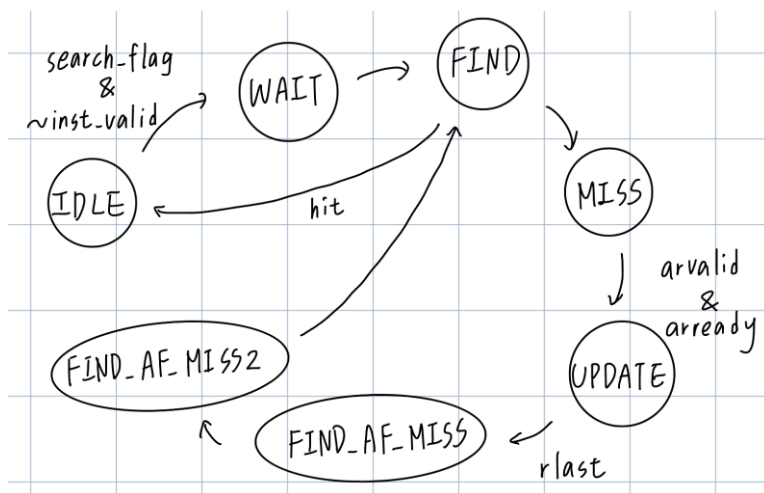 search_flag
&
~inst_valid
WAIT
FIND
IDLE
hit
MISS
arvalid
&
arready
FIND_AF_MISS2
UPDATE
FIND_AF_MISS
rlast